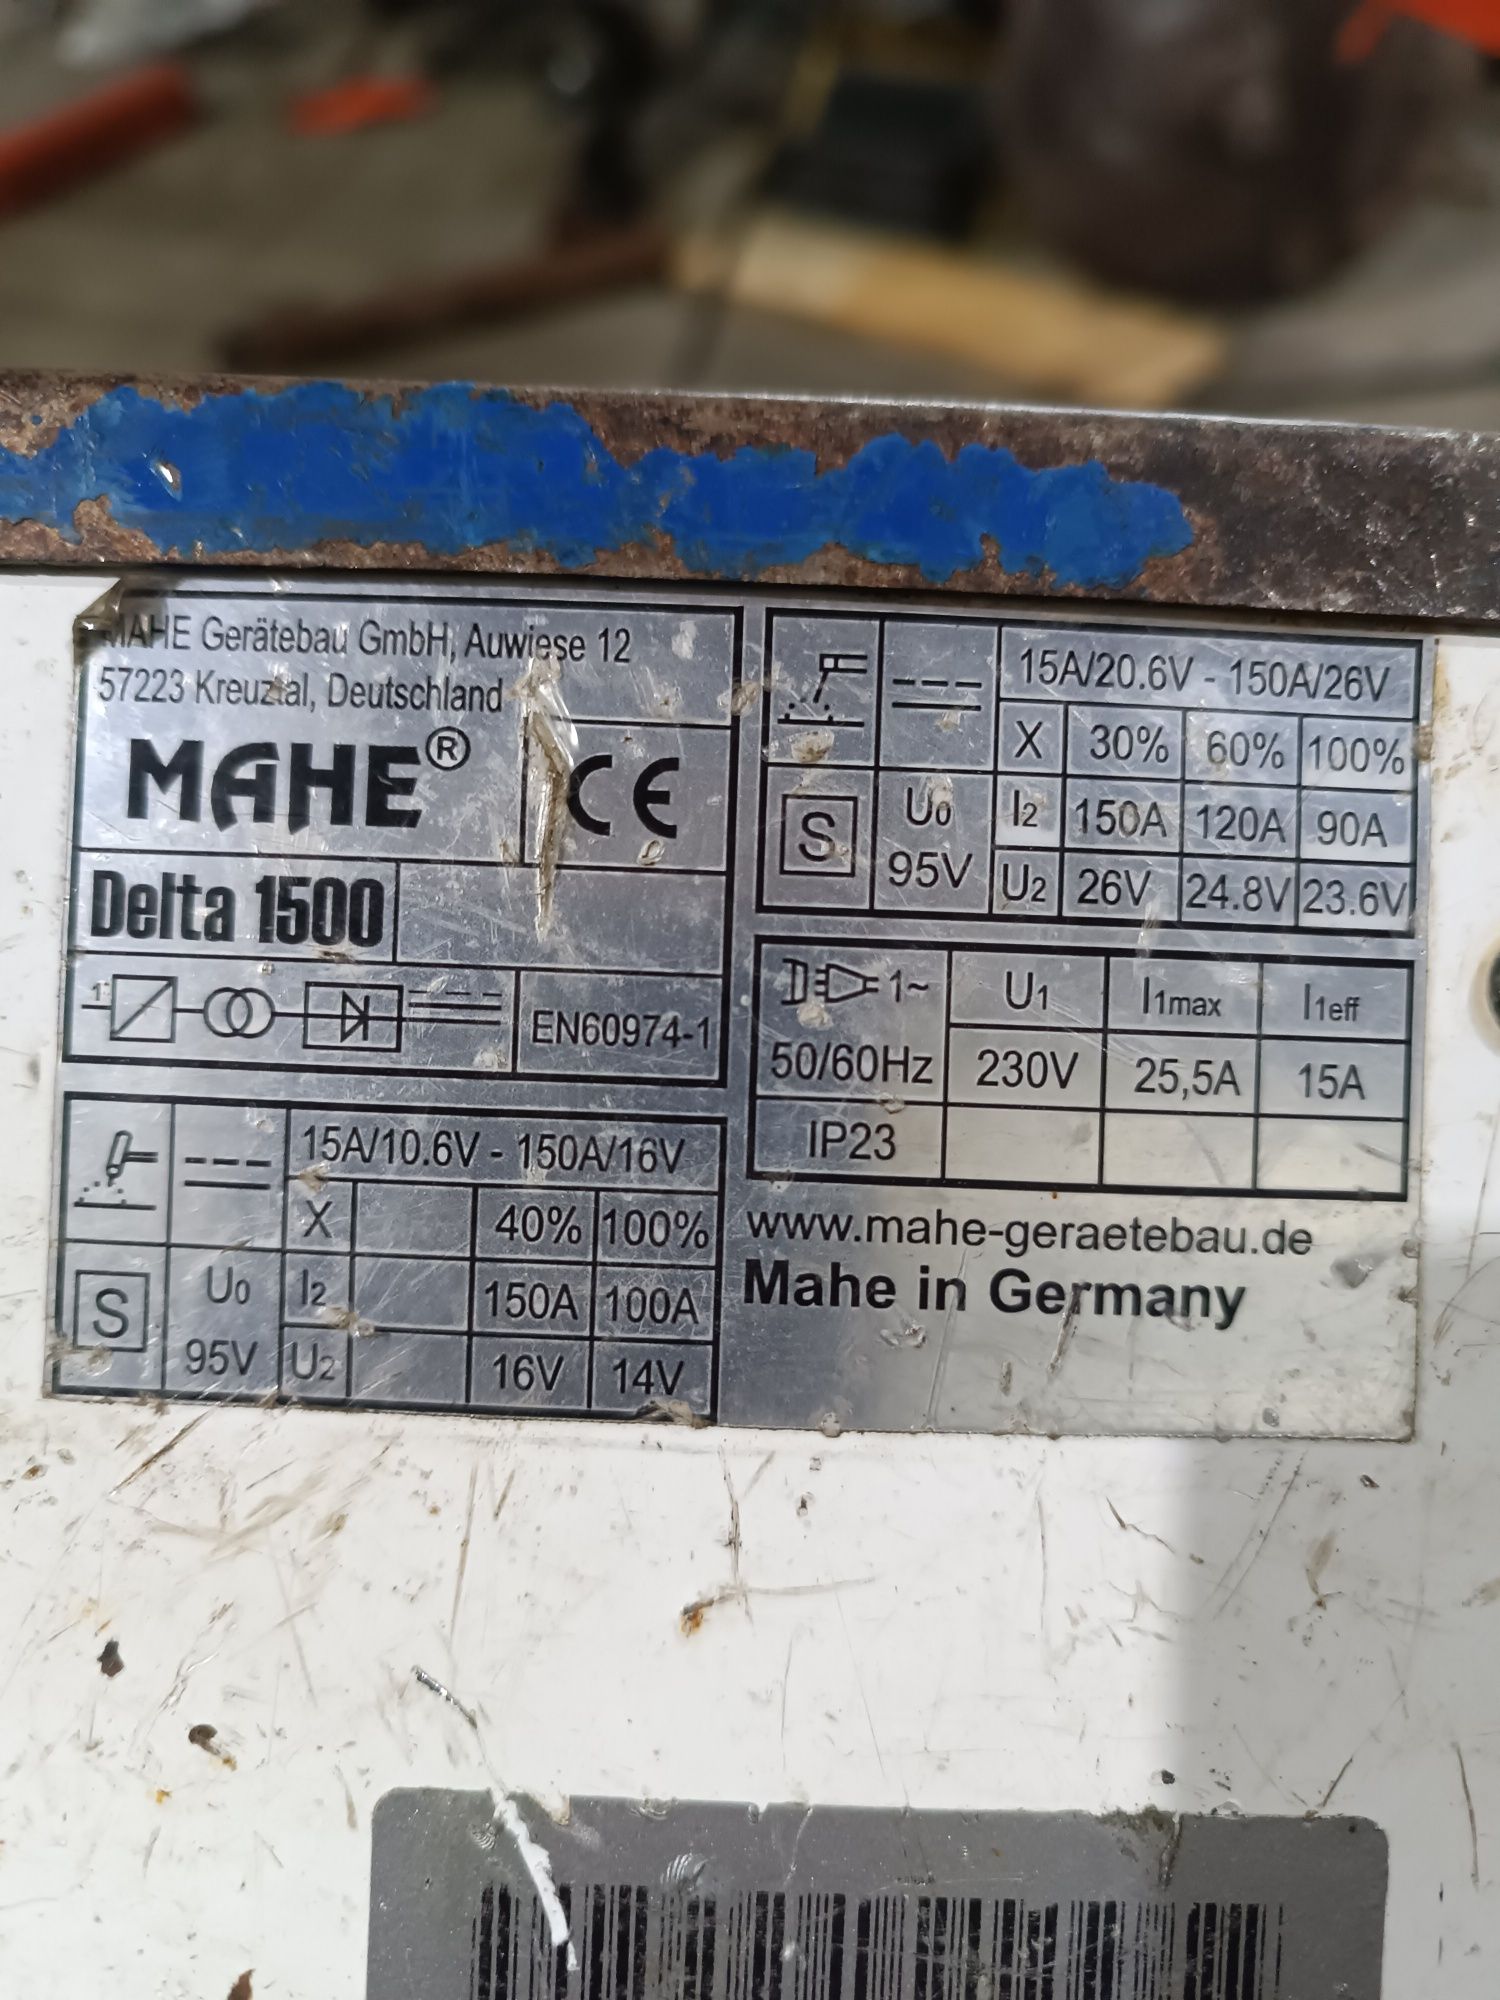 MAHE Gerätebau GmbH, Auwiese 12
57223 Kreuztal, Deutschland
MAHE®
CE
Delta 1500
1~
EN60974-1
15A/10.6V - 150A/16V
X 40% 100%
S
U0 I2 150A 100A
95V U2 16V 14V
15A/20.6V - 150A/26V
X 30% 60% 100%
S
U0 I2 150A 120A 90A
95V U2 26V 24.8V 23.6V
1~ U1 I1max I1eff
50/60Hz 230V 25,5A 15A
IP23
www.mahe-geraetebau.de
Mahe in Germany